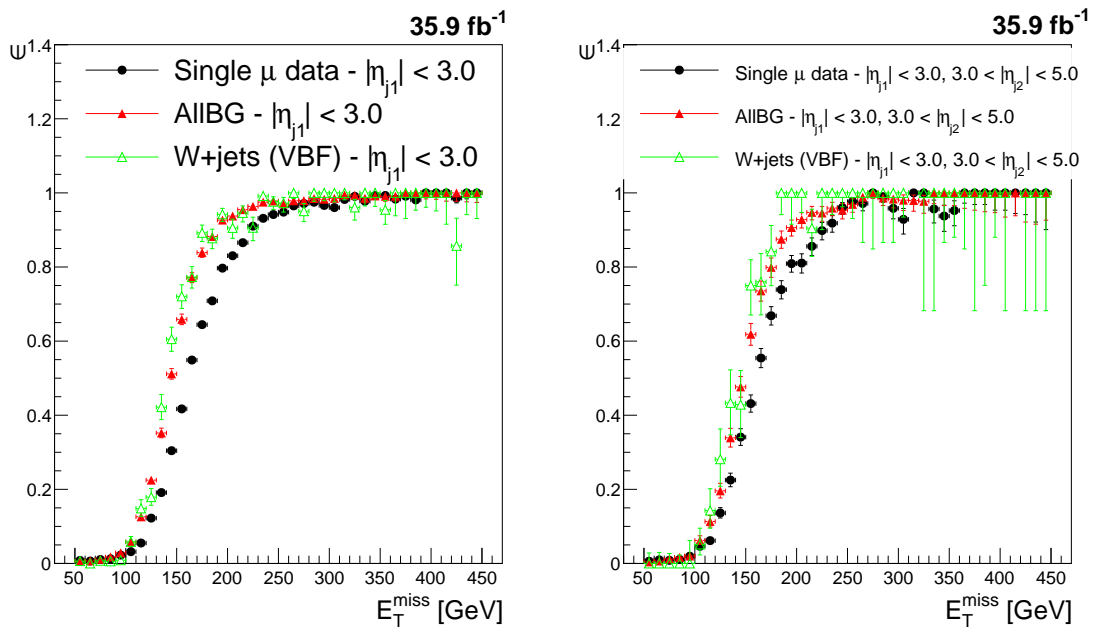 35.9 fb⁻¹
ϵ
1.4
1.2
1
0.8
0.6
0.4
0.2
0
Single μ data - |η_j1| < 3.0
AllBG - |η_j1| < 3.0
W+jets (VBF) - |η_j1| < 3.0
50 100 150 200 250 300 350 400 450
E_T^miss [GeV]
35.9 fb⁻¹
ϵ
1.4
1.2
1
0.8
0.6
0.4
0.2
0
Single μ data - |η_j1| < 3.0, 3.0 < |η_j2| < 5.0
AllBG - |η_j1| < 3.0, 3.0 < |η_j2| < 5.0
W+jets (VBF) - |η_j1| < 3.0, 3.0 < |η_j2| < 5.0
50 100 150 200 250 300 350 400 450
E_T^miss [GeV]